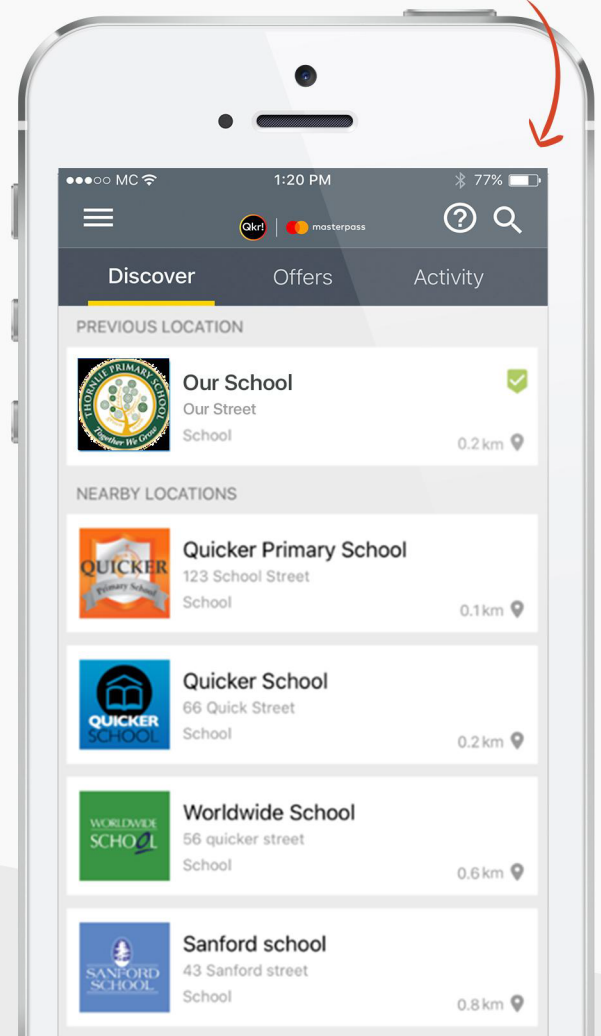 MC
1:20 PM
77%
Qkr!
masterpass
Discover
Offers
Activity
PREVIOUS LOCATION
THORNLIE PRIMARY SCHOOL
Together We Grow
Our School
Our Street
School
0.2 km
NEARBY LOCATIONS
QUICKER
Primary School
Quicker Primary School
123 School Street
School
0.1 km
QUICKER
SCHOOL
Quicker School
66 Quick Street
School
0.2 km
WORLDWIDE
SCHOOL
Worldwide School
56 quicker street
School
0.6 km
SANFORD
SCHOOL
Sanford school
43 Sanford street
School
0.8 km